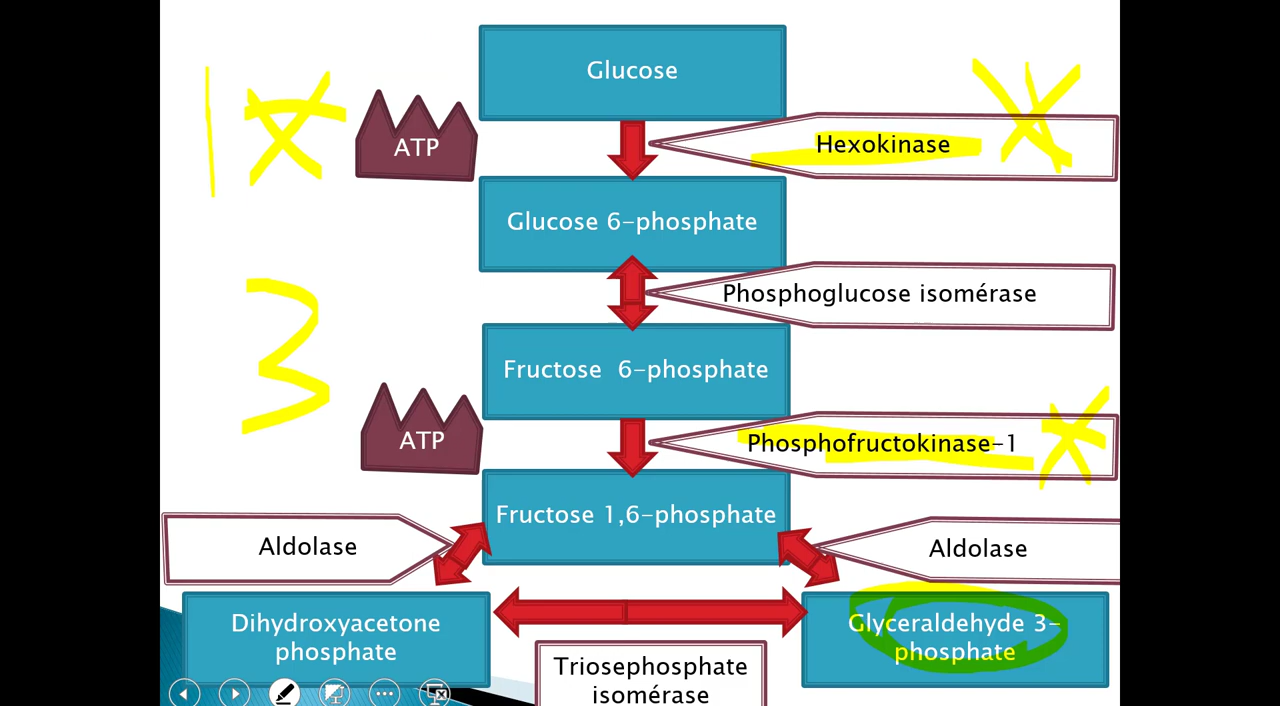 Glucose
ATP
Hexokinase
Glucose 6-phosphate
Phosphoglucose isomérase
3
Fructose 6-phosphate
ATP
Phosphofructokinase-1
Fructose 1,6-phosphate
Aldolase
Aldolase
Dihydroxyacetone
phosphate
Glyceraldehyde 3-
phosphate
Triosephosphate
isomérase